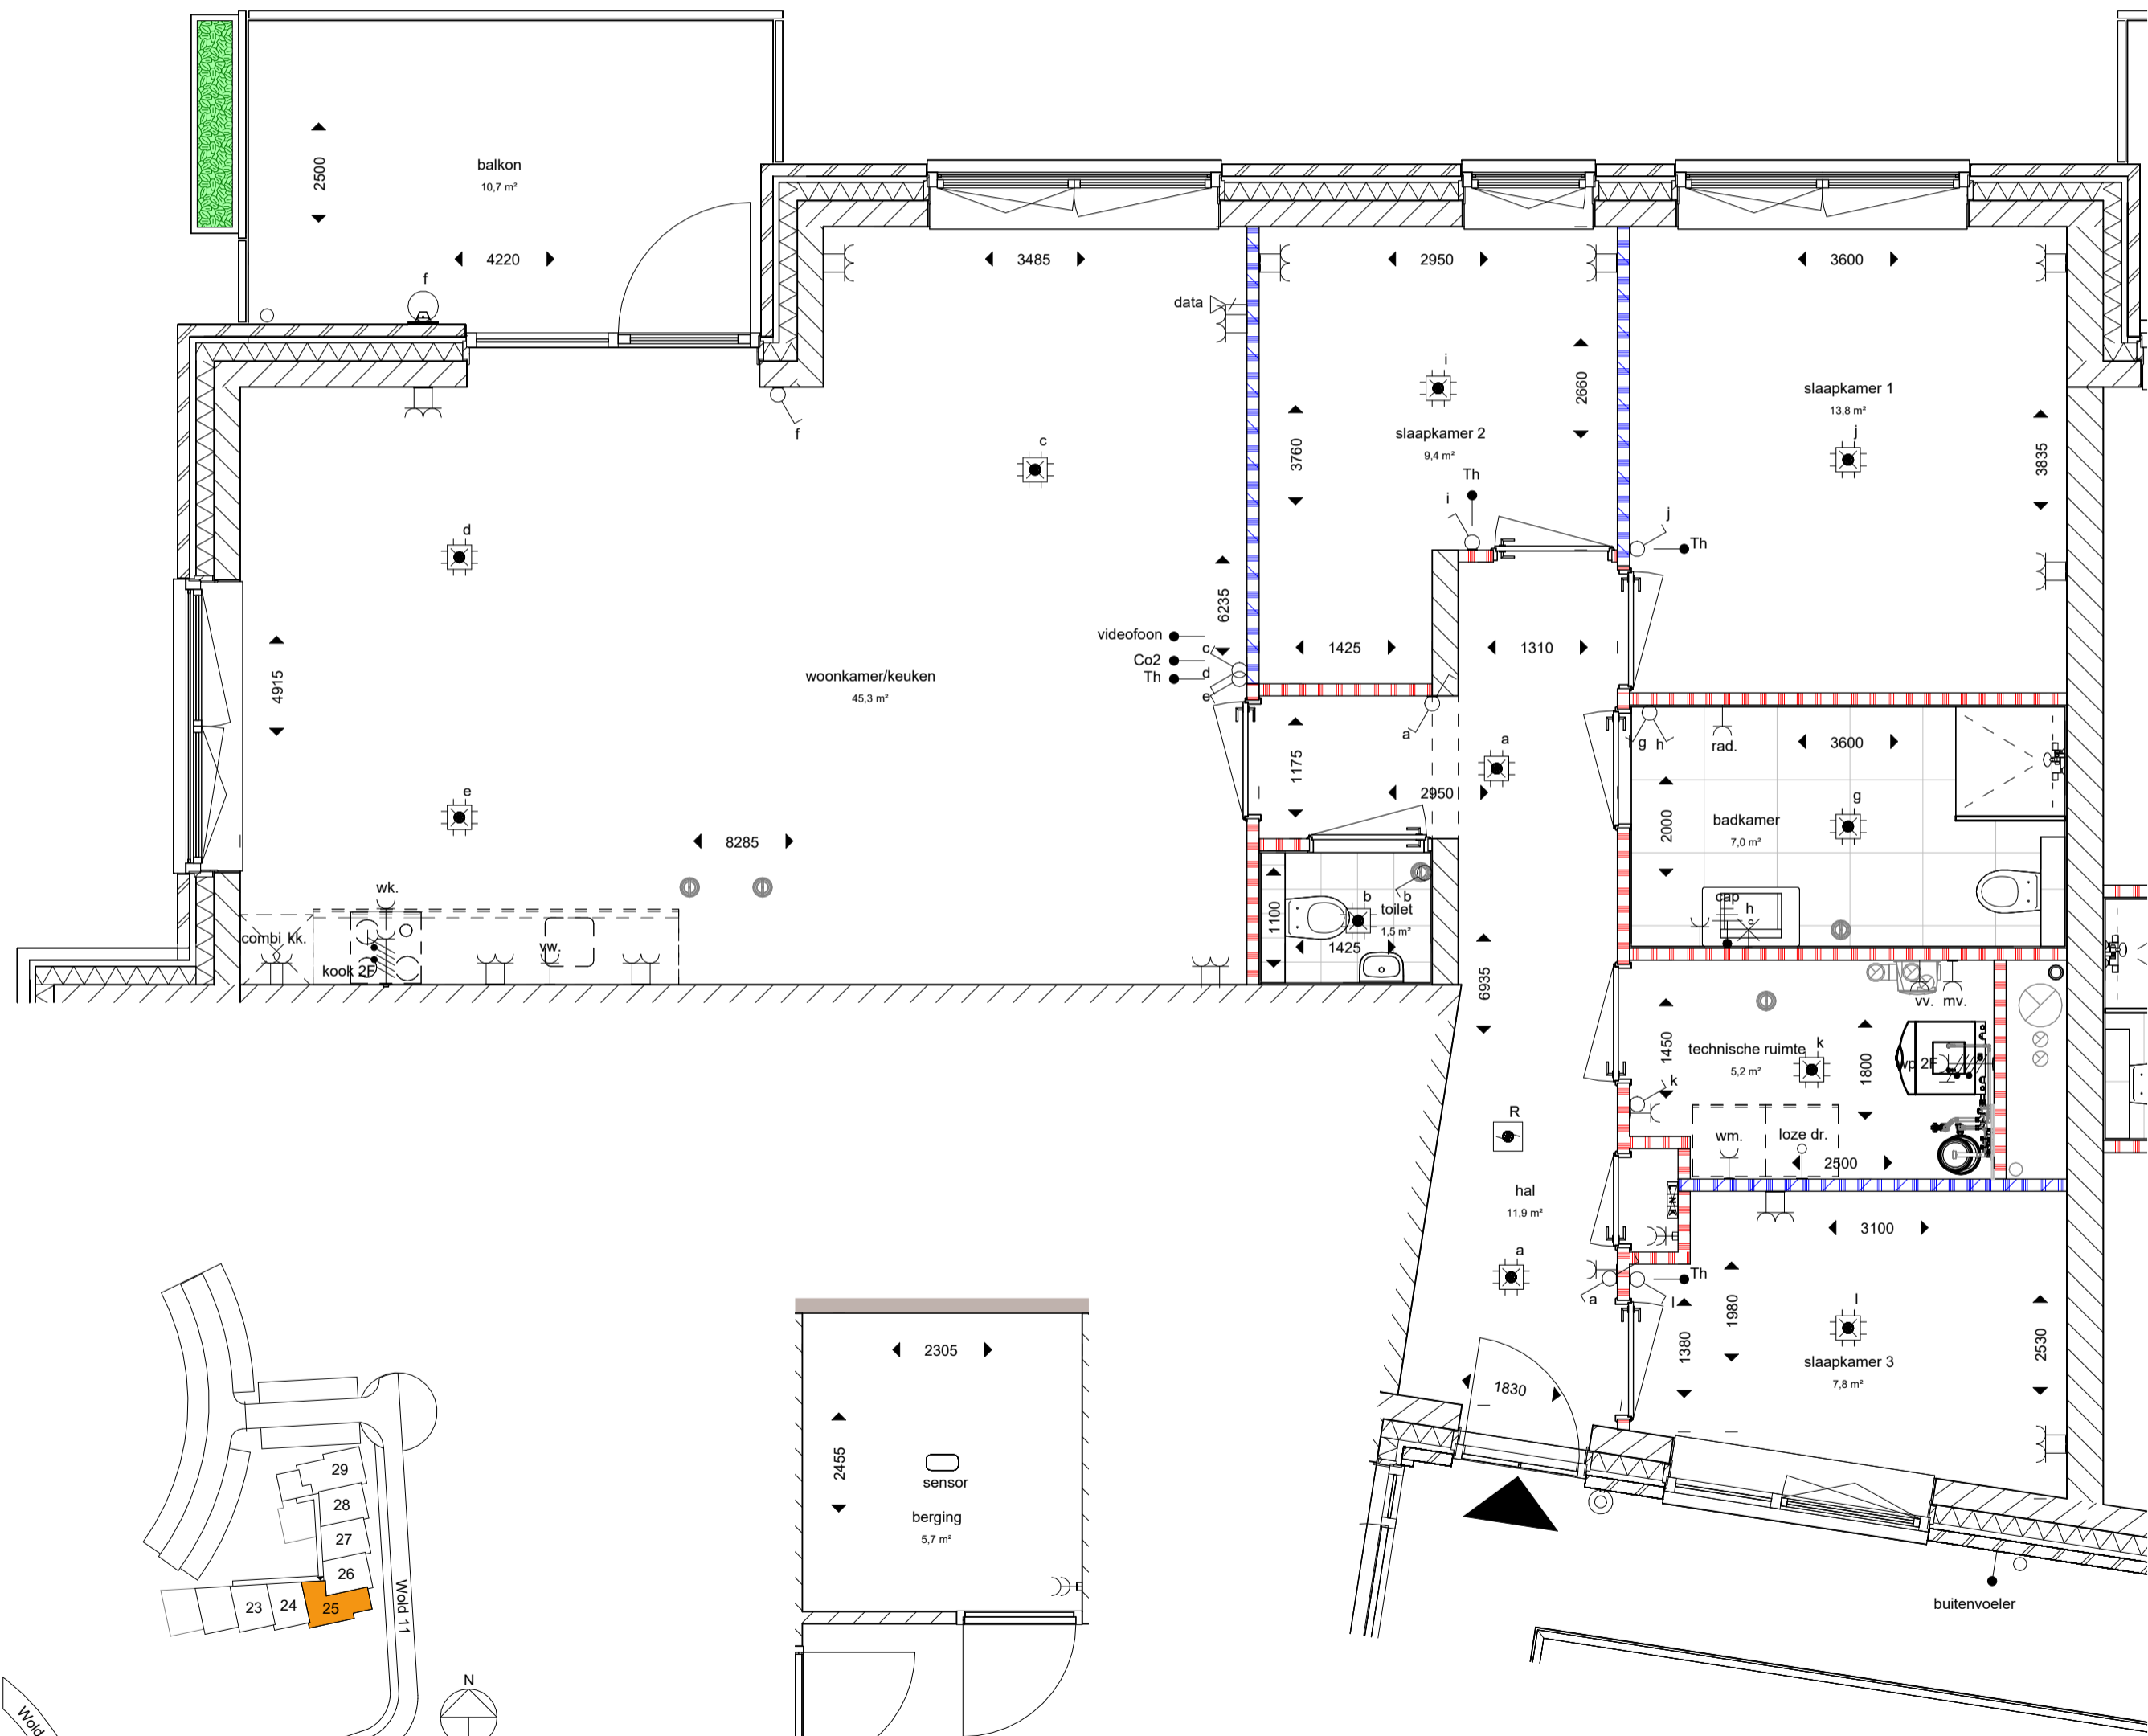 balkon
10,7 m²
2500
4220
f
3485
2950
3600
data
i
2660
slaapkamer 1
13,8 m²
j
slaapkamer 2
9,4 m²
3760
3835
f
c
Th
i
j
Th
d
6235
videofoon
c
Co2
d
Th
e
1425
1310
woonkamer/keuken
45,3 m²
4915
a
a
g
h
rad.
3600
1175
2950
e
8285
2000
badkamer
7,0 m²
g
wk.
combi kk.
kook 2F
vw.
1100
b
b
toilet
1,5 m²
1425
cap
h
6935
vv.
mv.
1450
technische ruimte
5,2 m²
k
1800
wp 2F
k
R
wm.
loze dr.
2500
hal
11,9 m²
3100
a
a
Th
l
1380
1980
l
slaapkamer 3
7,8 m²
2530
1830
2305
2455
sensor
berging
5,7 m²
buitenvoeler
29
28
27
26
25
24
23
Wold 11
N
Wold